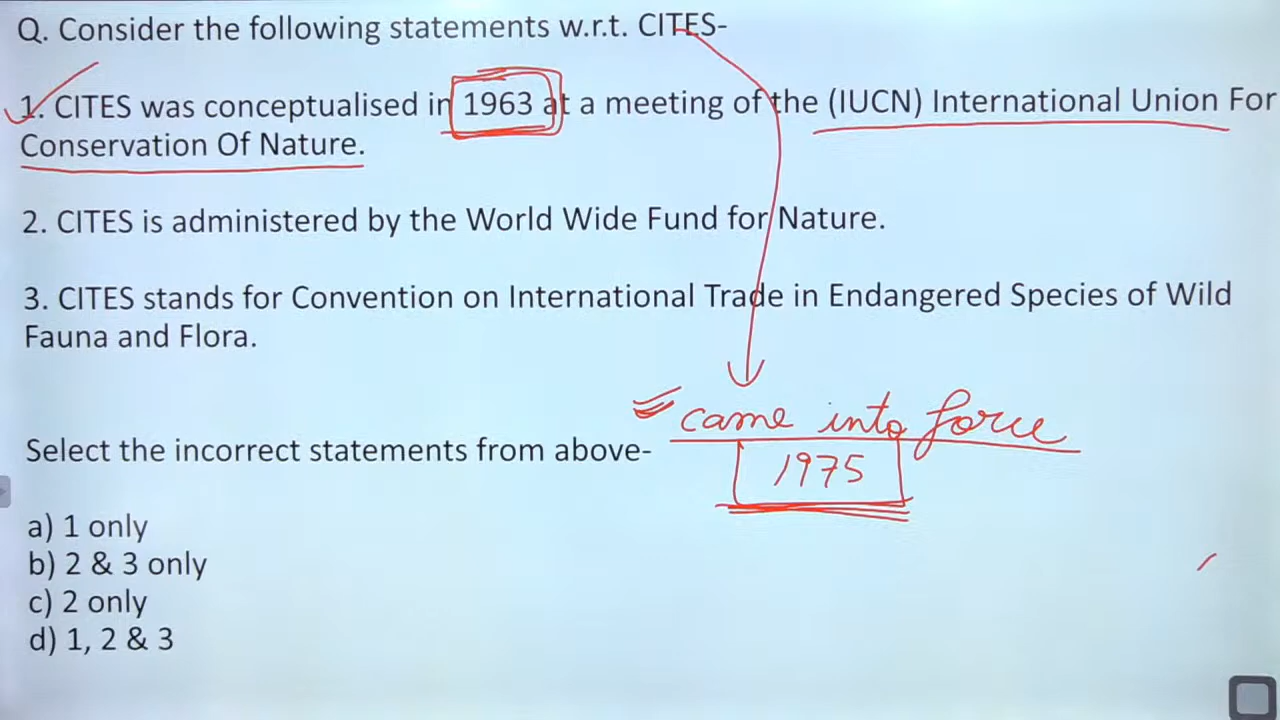 Q. Consider the following statements w.r.t. CITES-
1. CITES was conceptualised in 1963 at a meeting of the (IUCN) International Union For
Conservation Of Nature.
2. CITES is administered by the World Wide Fund for Nature.
3. CITES stands for Convention on International Trade in Endangered Species of Wild
Fauna and Flora.
came into force
1975
Select the incorrect statements from above-
a) 1 only
b) 2 & 3 only
c) 2 only
d) 1, 2 & 3